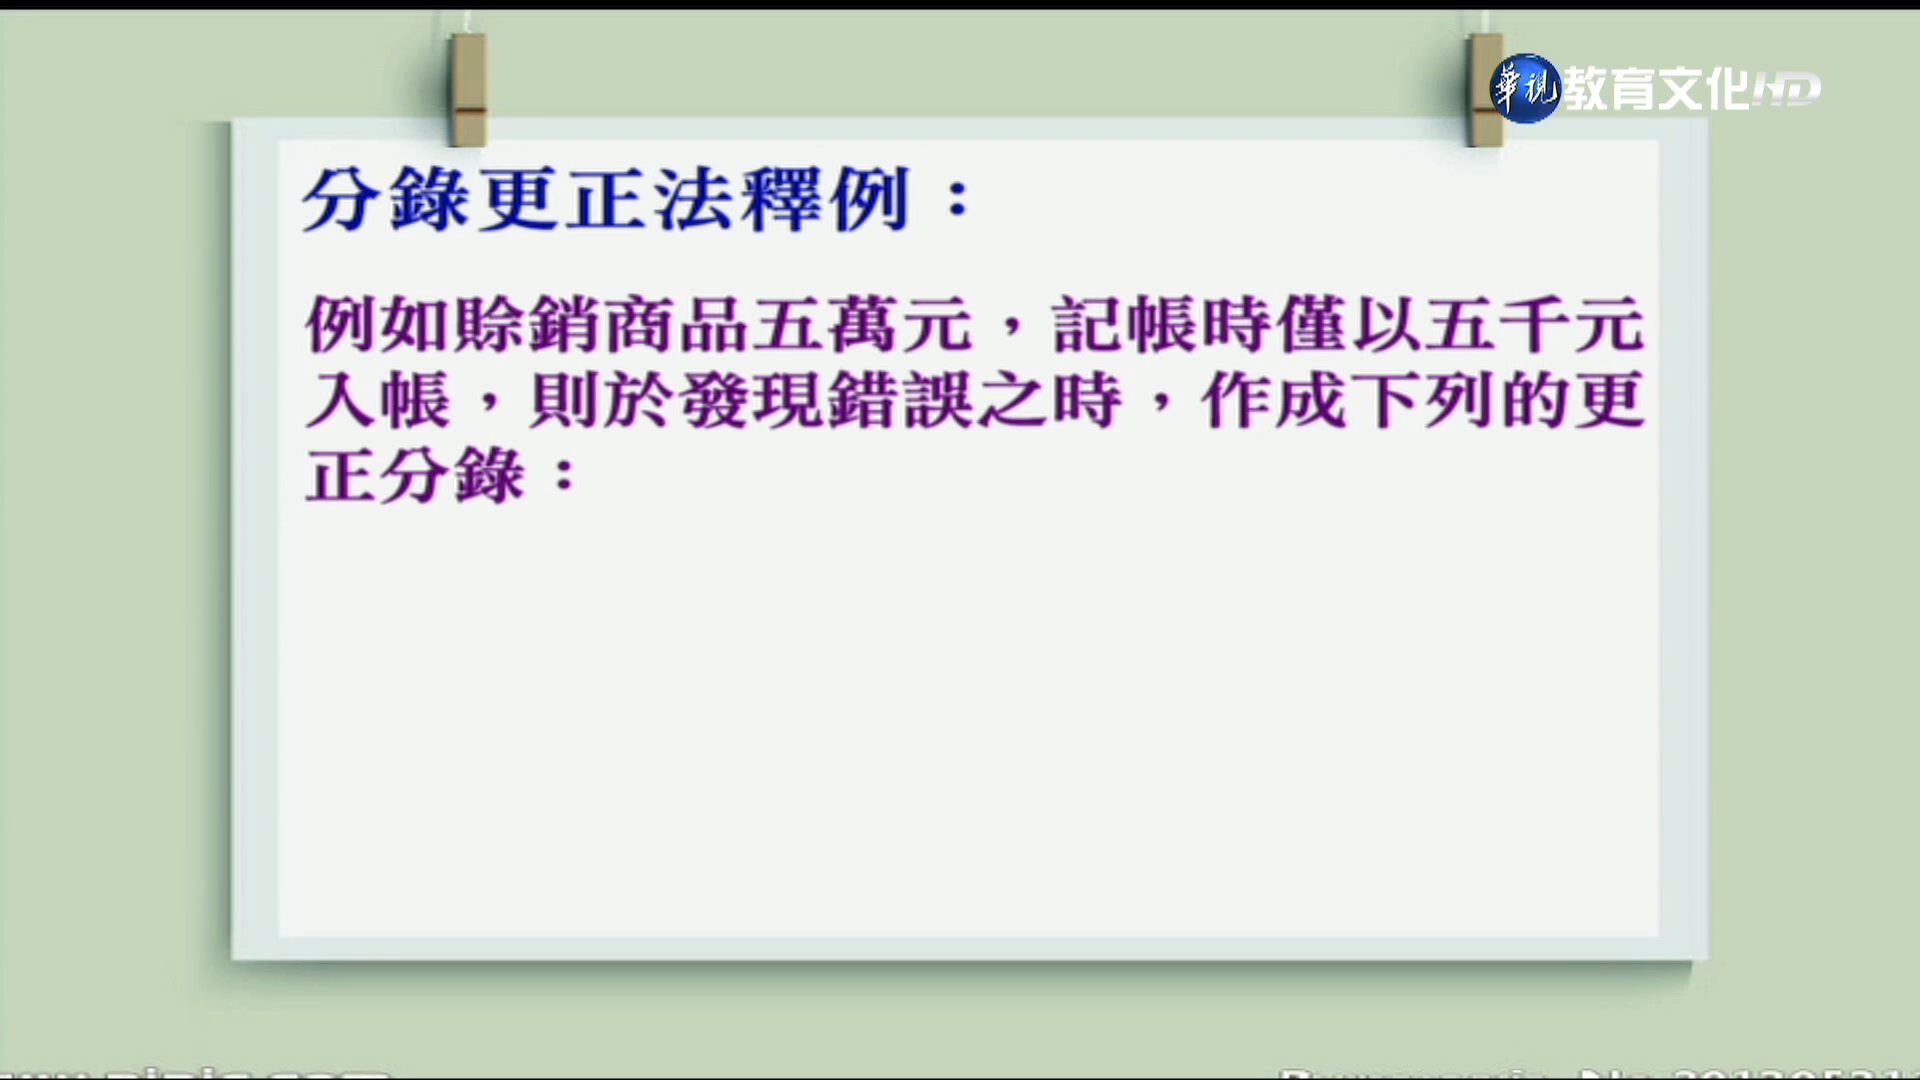 華視 教育文化HD
分錄更正法釋例：
例如賒銷商品五萬元，記帳時僅以五千元
入帳，則於發現錯誤之時，作成下列的更
正分錄：